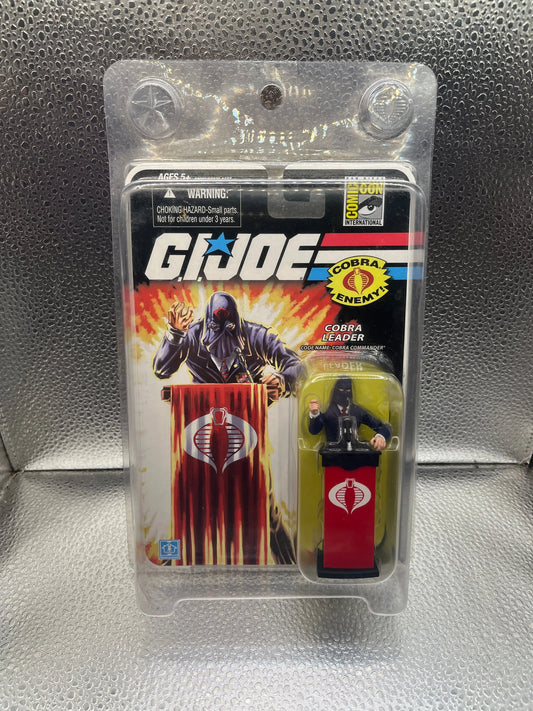 AGES 5+
WARNING:
CHOKING HAZARD-Small parts.
Not for children under 3 years.
COMIC CON
INTERNATIONAL
G.I.JOE
COBRA
ENEMY!
COBRA
LEADER
CODE NAME: COBRA COMMANDER